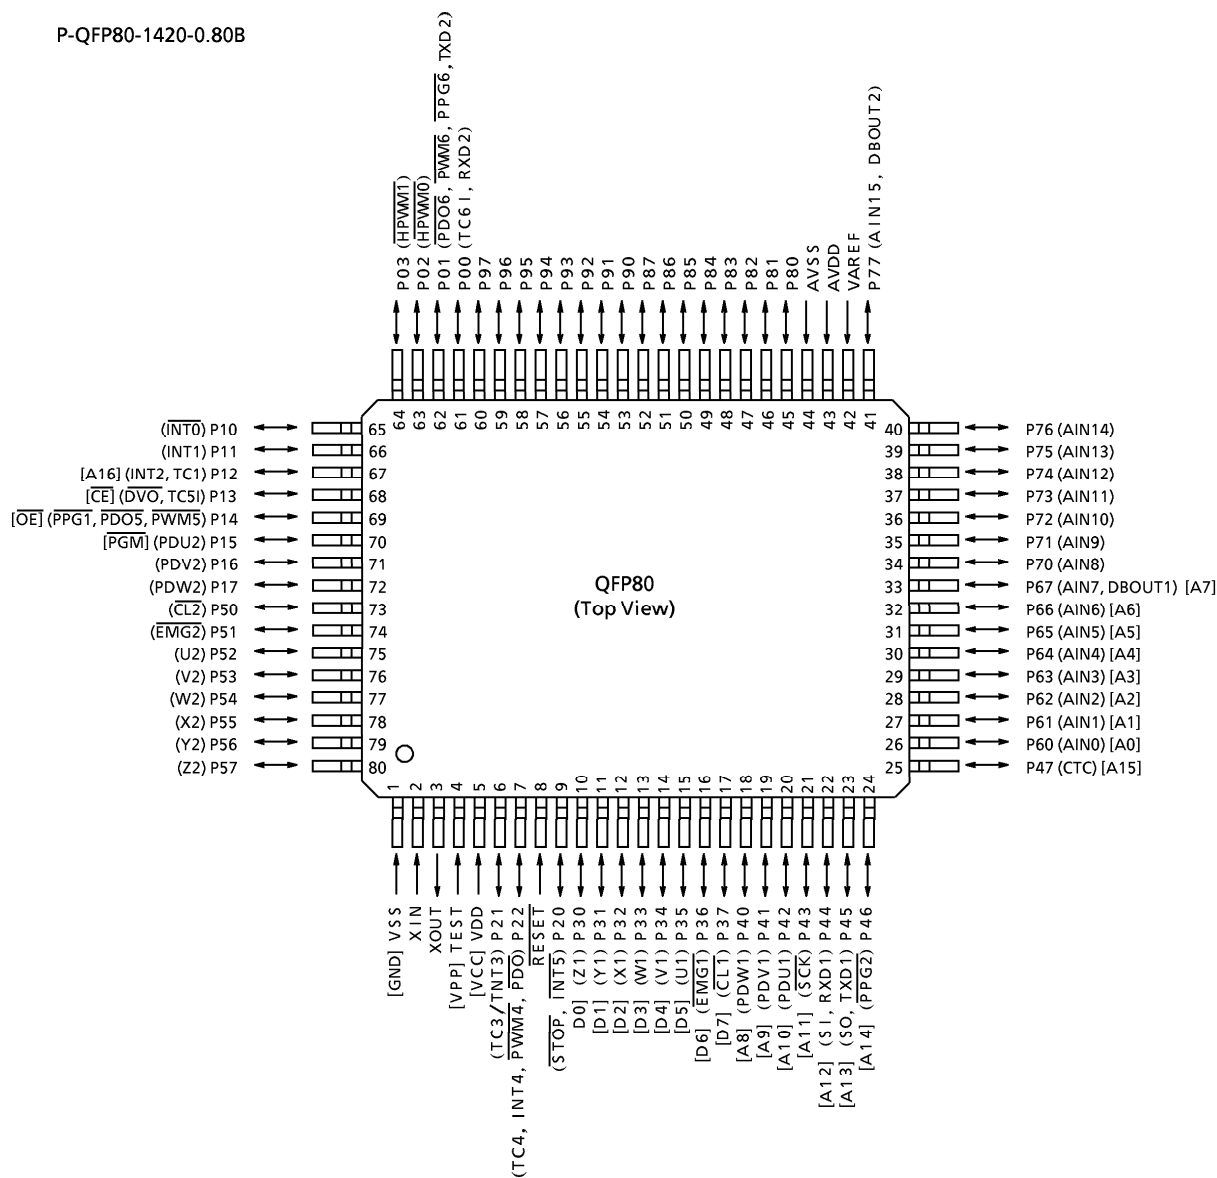 P-QFP80-1420-0.80B
P03 (HPWM1)
P02 (HPWM0)
P01 (PDO6, PWM6, PPG6, TXD2)
P00 (TC6I, RXD2)
P97
P96
P95
P94
P93
P92
P91
P90
P87
P86
P85
P84
P83
P82
P81
P80
AVSS
AVDD
VAREF
P77 (AIN15, DBOUT2)
64 63 62 61 60 59 58 57 56 55 54 53 52 51 50 49 48 47 46 45 44 43 42 41
(INT0) P10 65
(INT1) P11 66
[A16] (INT2, TC1) P12 67
[CE] (DVO, TC5I) P13 68
[OE] (PPG1, PDO5, PWM5) P14 69
[PGM] (PDU2) P15 70
(PDV2) P16 71
(PDW2) P17 72
(CL2) P50 73
(EMG2) P51 74
(U2) P52 75
(V2) P53 76
(W2) P54 77
(X2) P55 78
(Y2) P56 79
(Z2) P57 80
QFP80
(Top View)
40 P76 (AIN14)
39 P75 (AIN13)
38 P74 (AIN12)
37 P73 (AIN11)
36 P72 (AIN10)
35 P71 (AIN9)
34 P70 (AIN8)
33 P67 (AIN7, DBOUT1) [A7]
32 P66 (AIN6) [A6]
31 P65 (AIN5) [A5]
30 P64 (AIN4) [A4]
29 P63 (AIN3) [A3]
28 P62 (AIN2) [A2]
27 P61 (AIN1) [A1]
26 P60 (AIN0) [A0]
25 P47 (CTC) [A15]
1 2 3 4 5 6 7 8 9 10 11 12 13 14 15 16 17 18 19 20 21 22 23 24
[GND] VSS
XIN
XOUT
[VPP] TEST
[VCC] VDD
(TC3/TNT3) P21
(TC4, INT4, PWM4, PDO) P22
RESET
(STOP, INT5) P20
D0] (Z1) P30
[D1] (Y1) P31
[D2] (X1) P32
[D3] (W1) P33
[D4] (V1) P34
[D5] (U1) P35
[D6] (EMG1) P36
[D7] (CL1) P37
[A8] (PDW1) P40
[A9] (PDV1) P41
[A10] (PDU1) P42
[A11] (SCK) P43
[A12] (SI, RXD1) P44
[A13] (SO, TXD1) P45
[A14] (PPG2) P46